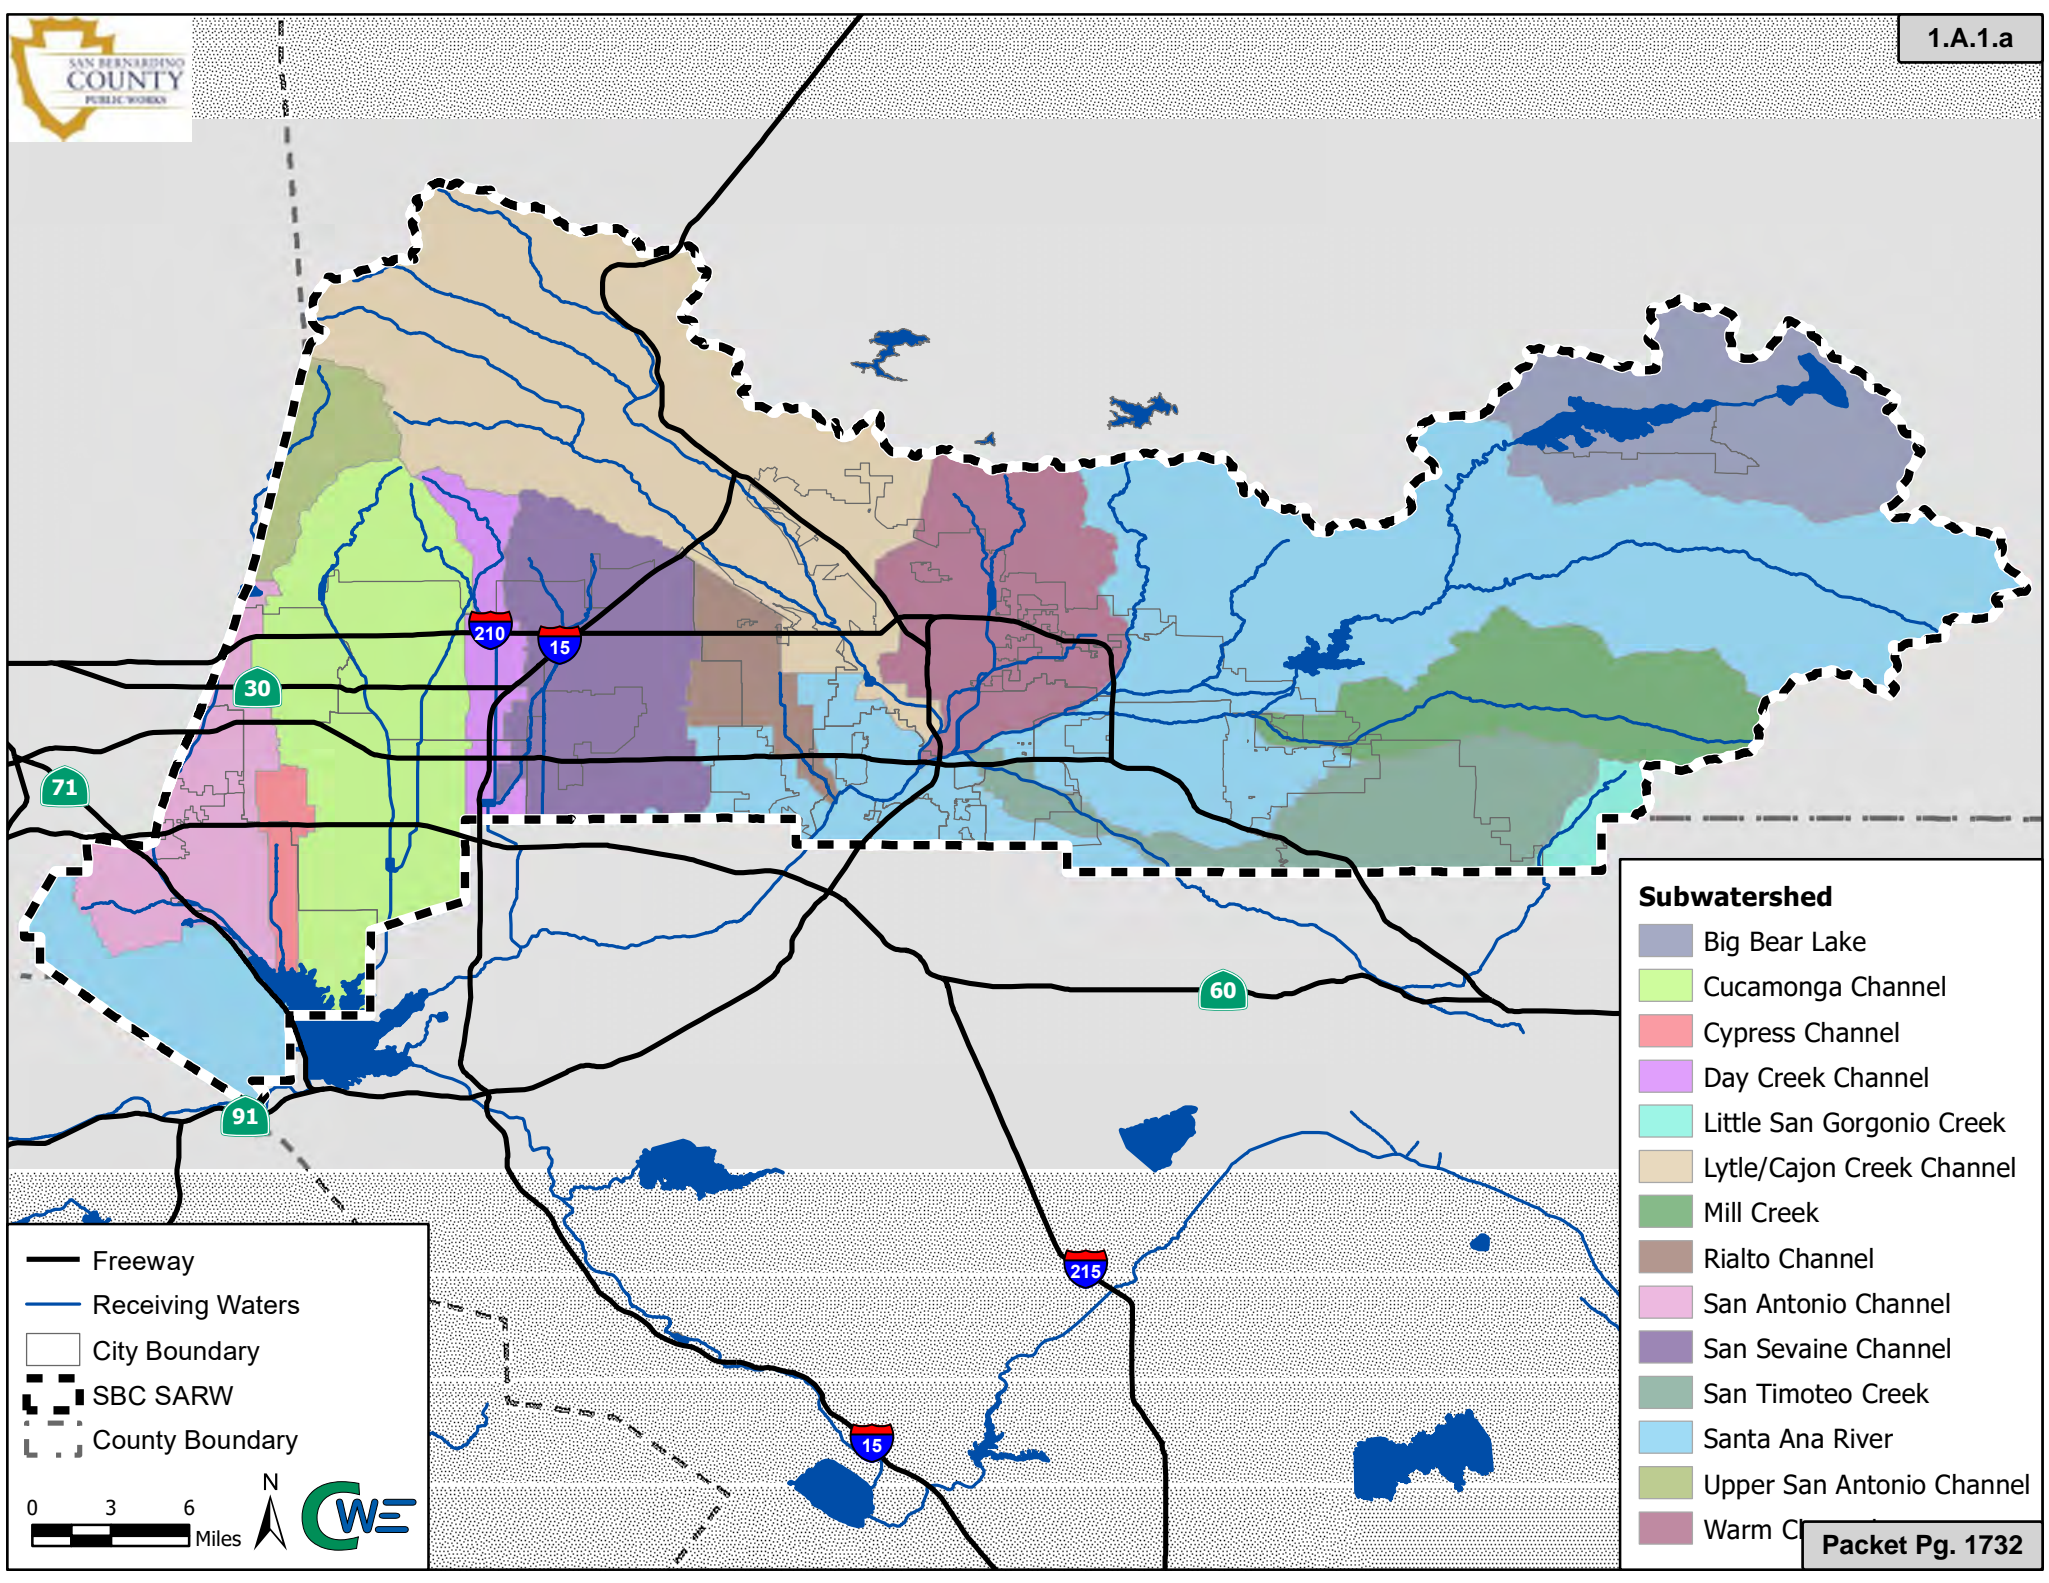 SAN BERNARDINO
COUNTY
PUBLIC WORKS
1.A.1.a
210
15
30
71
60
91
215
15
Subwatershed
Big Bear Lake
Cucamonga Channel
Cypress Channel
Day Creek Channel
Little San Gorgonio Creek
Lytle/Cajon Creek Channel
Mill Creek
Rialto Channel
San Antonio Channel
San Sevaine Channel
San Timoteo Creek
Santa Ana River
Upper San Antonio Channel
Warm
Packet Pg. 1732
Freeway
Receiving Waters
City Boundary
SBC SARW
County Boundary
0 3 6
Miles
N
CWE